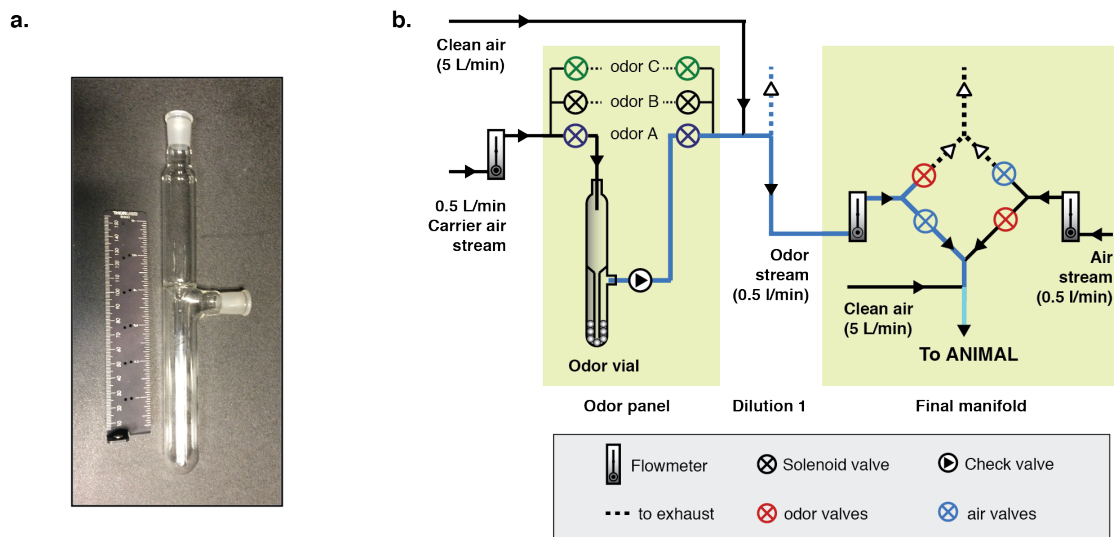 a.
THORLABS
b.
Clean air
(5 L/min)
odor C
odor B
odor A
0.5 L/min
Carrier air
stream
Odor vial
Odor
stream
(0.5 l/min)
Clean air
(5 L/min)
Air
stream
(0.5 l/min)
To ANIMAL
Odor panel
Dilution 1
Final manifold
Flowmeter
Solenoid valve
Check valve
to exhaust
odor valves
air valves